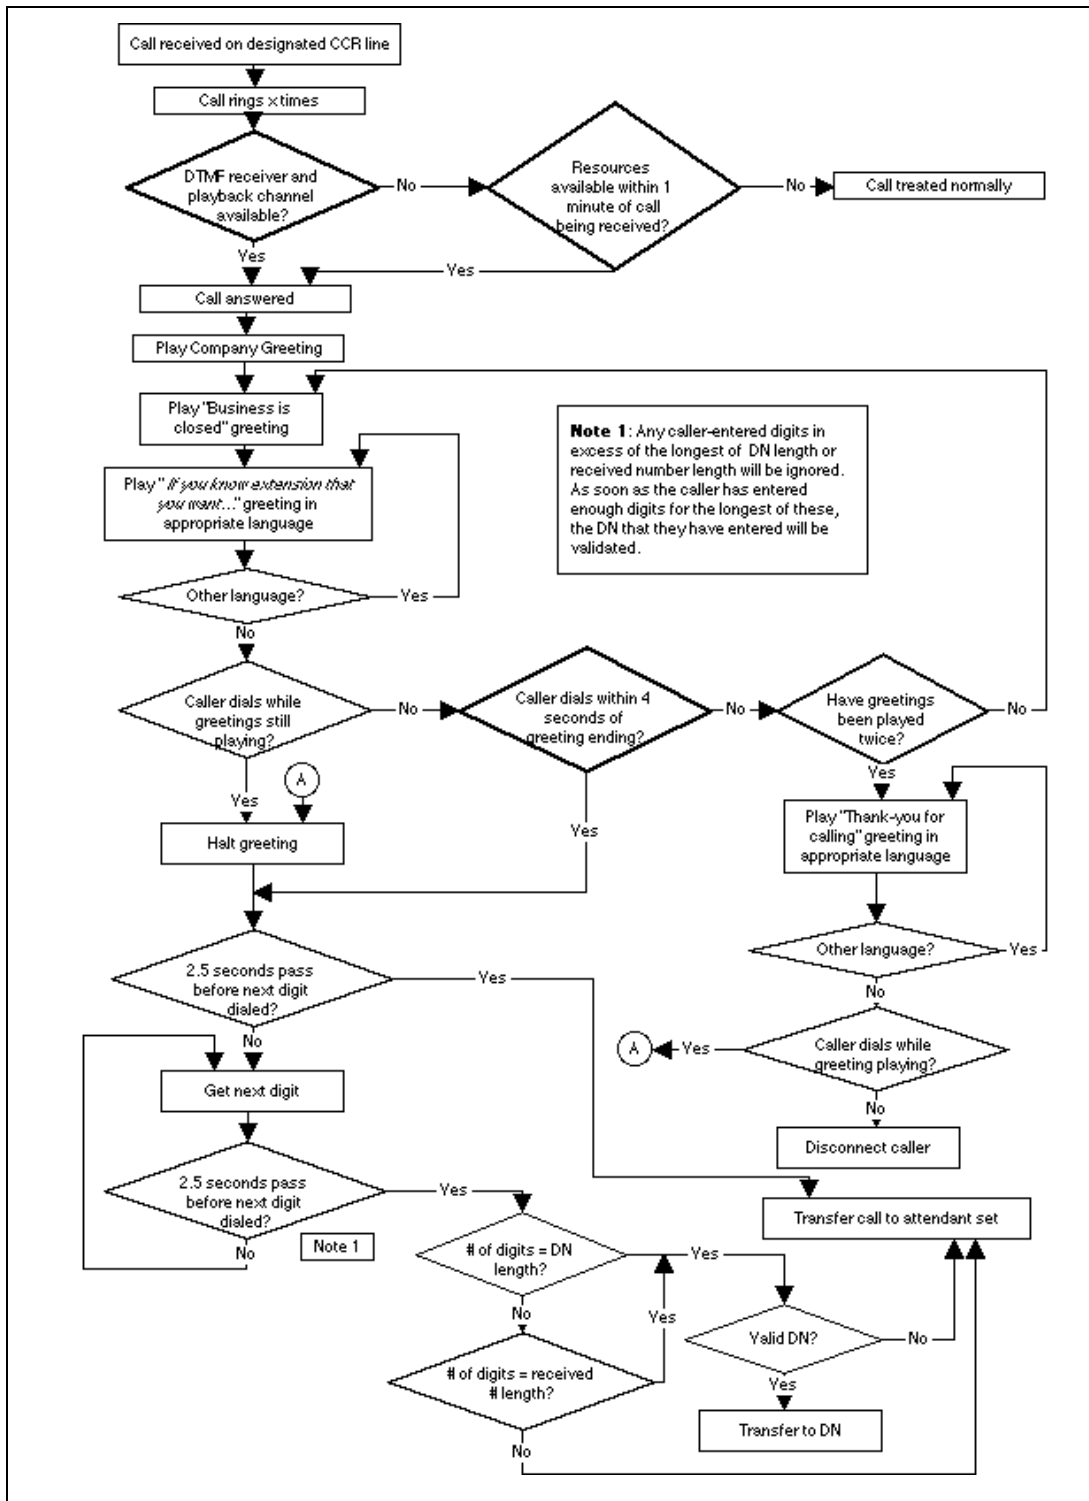 Call received on designated CCR line
Call rings x times
DTMF receiver and
playback channel
available?
No
Resources
available within 1
minute of call
being received?
No
Call treated normally
Yes
Yes
Call answered
Play Company Greeting
Play "Business is
closed" greeting
Note 1: Any caller-entered digits in
excess of the longest of DN length or
received number length will be ignored.
As soon as the caller has entered
enough digits for the longest of these,
the DN that they have entered will be
validated.
Play "If you know extension that
you want..." greeting in
appropriate language
Other language?
Yes
No
Caller dials while
greetings still
playing?
No
Caller dials within 4
seconds of
greeting ending?
No
Have greetings
been played
twice?
No
A
Yes
Yes
Yes
Halt greeting
Play "Thank-you for
calling" greeting in
appropriate language
Other language?
Yes
No
2.5 seconds pass
before next digit
dialed?
Yes
No
A
Yes
Caller dials while
greeting playing?
No
Get next digit
Disconnect caller
2.5 seconds pass
before next digit
dialed?
Yes
No
Note 1
Transfer call to attendant set
# of digits = DN
length?
Yes
No
Yes
Valid DN?
No
Yes
# of digits = received
# length?
No
Transfer to DN